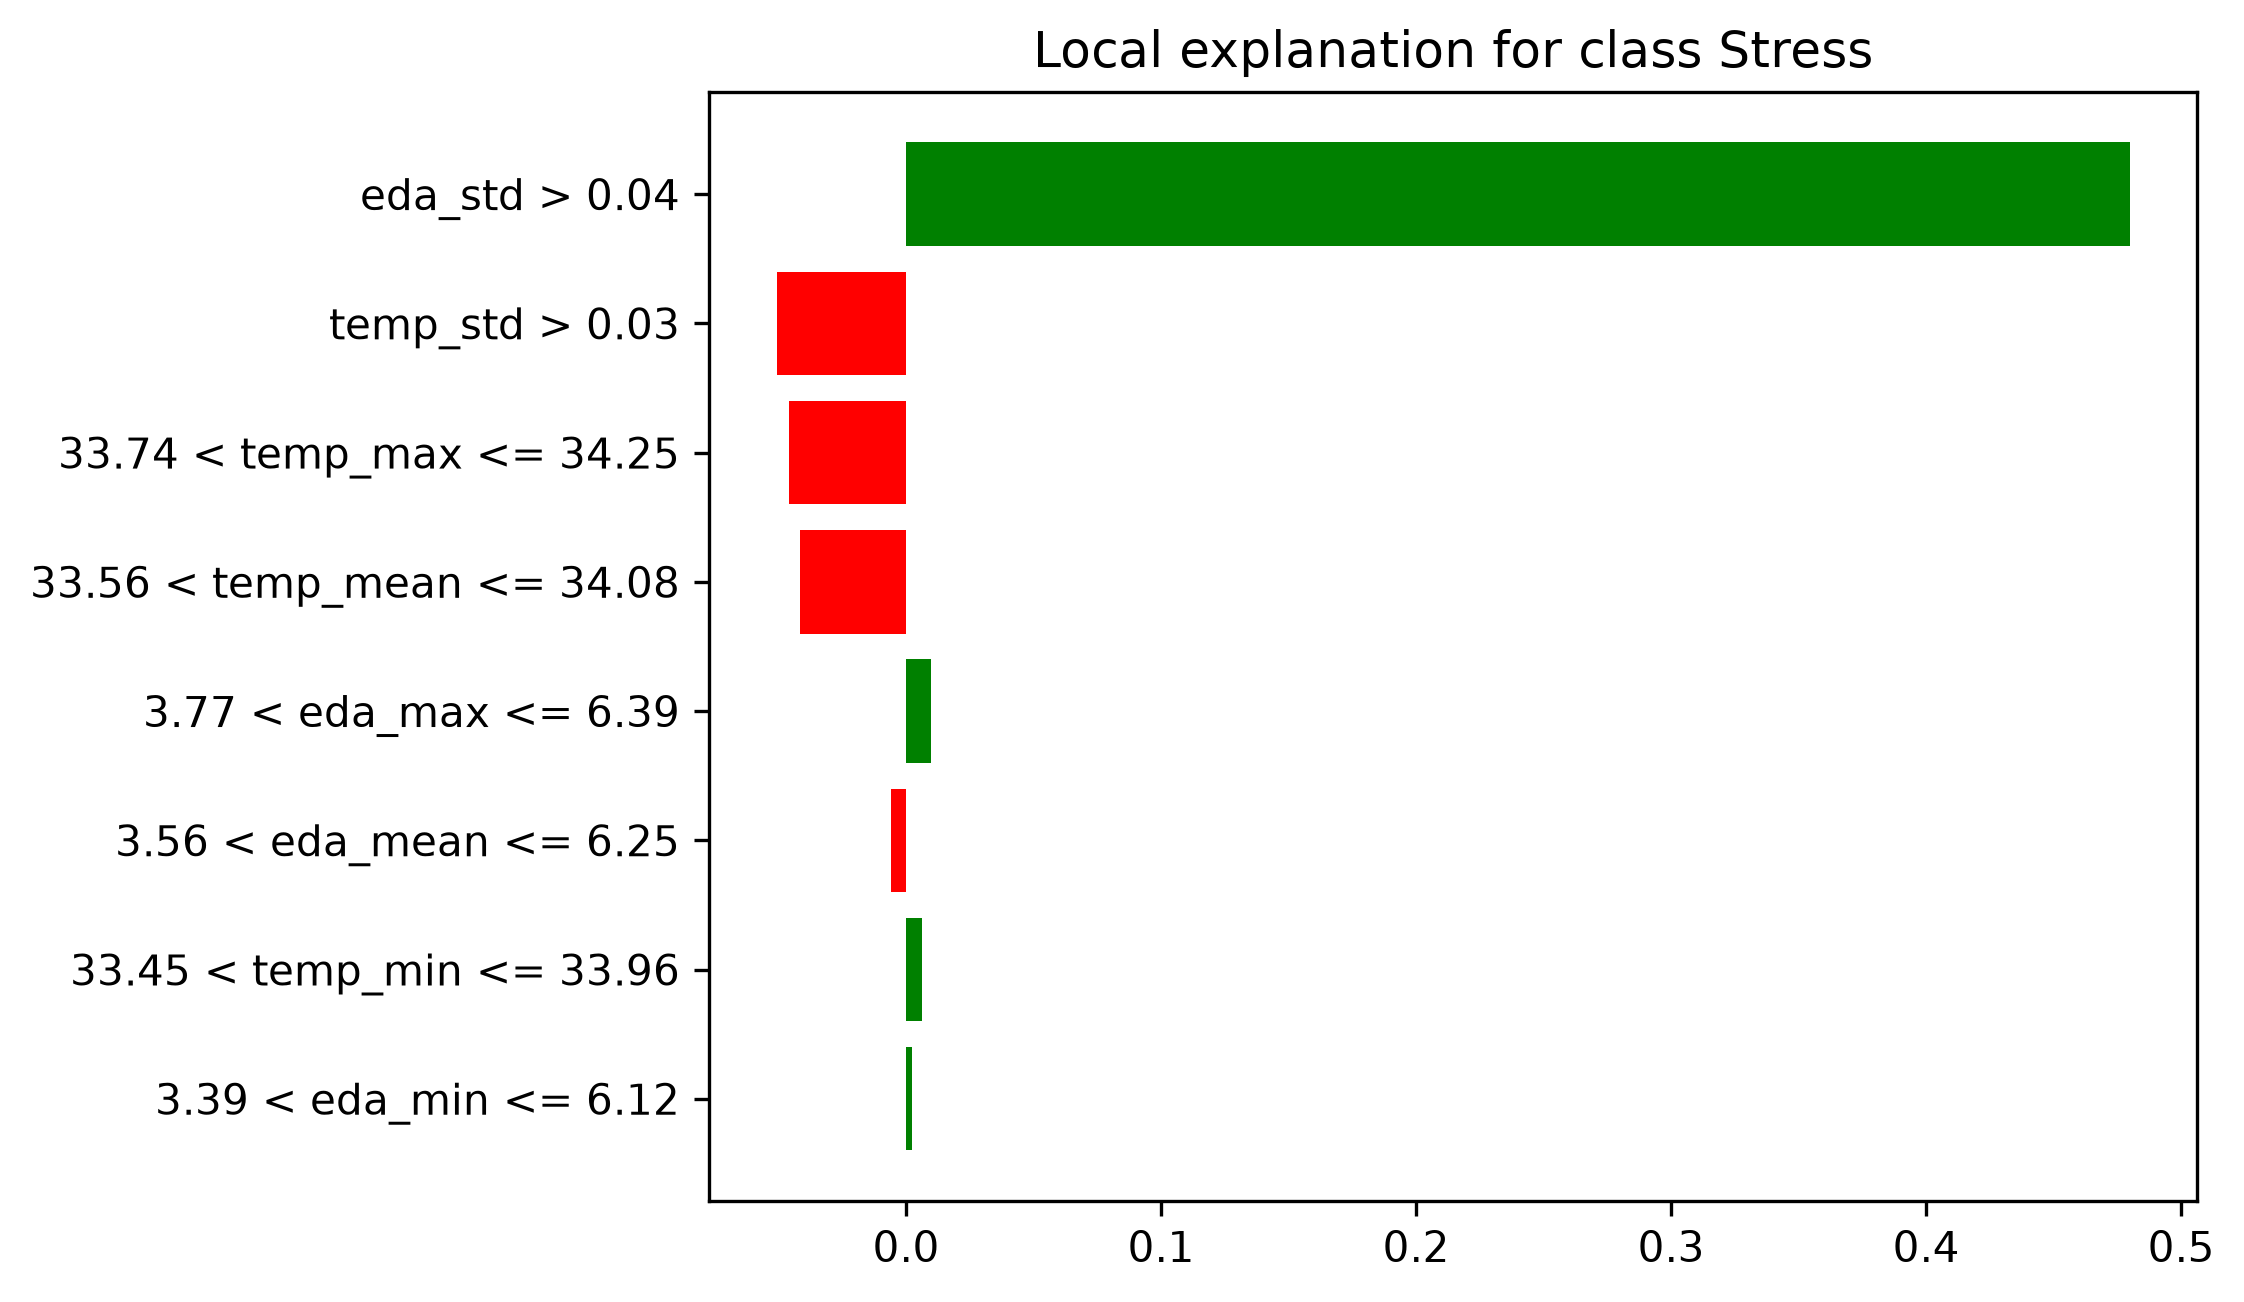 Local explanation for class Stress
eda_std > 0.04
temp_std > 0.03
33.74 < temp_max <= 34.25
33.56 < temp_mean <= 34.08
3.77 < eda_max <= 6.39
3.56 < eda_mean <= 6.25
33.45 < temp_min <= 33.96
3.39 < eda_min <= 6.12
0.0 0.1 0.2 0.3 0.4 0.5